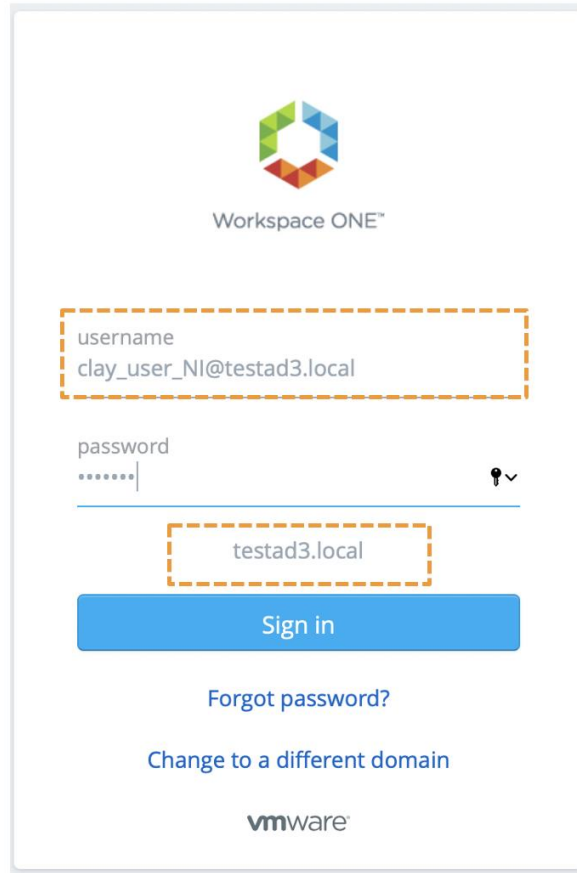 Workspace ONE™
username
clay_user_NI@testad3.local
password
•••••••
testad3.local
Sign in
Forgot password?
Change to a different domain
vmware®